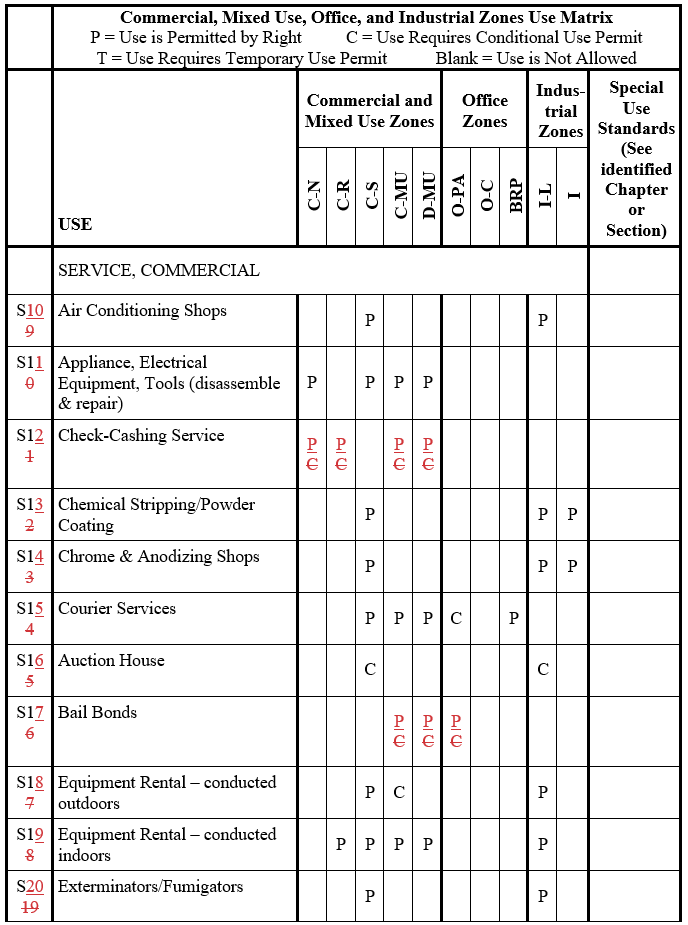 Commercial, Mixed Use, Office, and Industrial Zones Use Matrix
P = Use is Permitted by Right C = Use Requires Conditional Use Permit
T = Use Requires Temporary Use Permit Blank = Use is Not Allowed
USE
Commercial and
Mixed Use Zones
Office
Zones
Indus-
trial
Zones
Special
Use
Standards
(See
identified
Chapter
or
Section)
C-N C-R C-S C-MU D-MU O-PA O-C BRP I-L I
SERVICE, COMMERCIAL
S10 Air Conditioning Shops
9
P P
S11 Appliance, Electrical
0 Equipment, Tools (disassemble P P P P
& repair)
S12 Check-Cashing Service
1
P P P P
C C C C
S13 Chemical Stripping/Powder
2 Coating
P P P
S14 Chrome & Anodizing Shops
3
P P P
S15 Courier Services
4
P P P C P
S16 Auction House
5
C C
S17 Bail Bonds
6
P P P
C C C
S18 Equipment Rental – conducted
7 outdoors
P C P
S19 Equipment Rental – conducted
8 indoors
P P P P P
S20 Exterminators/Fumigators
19
P P